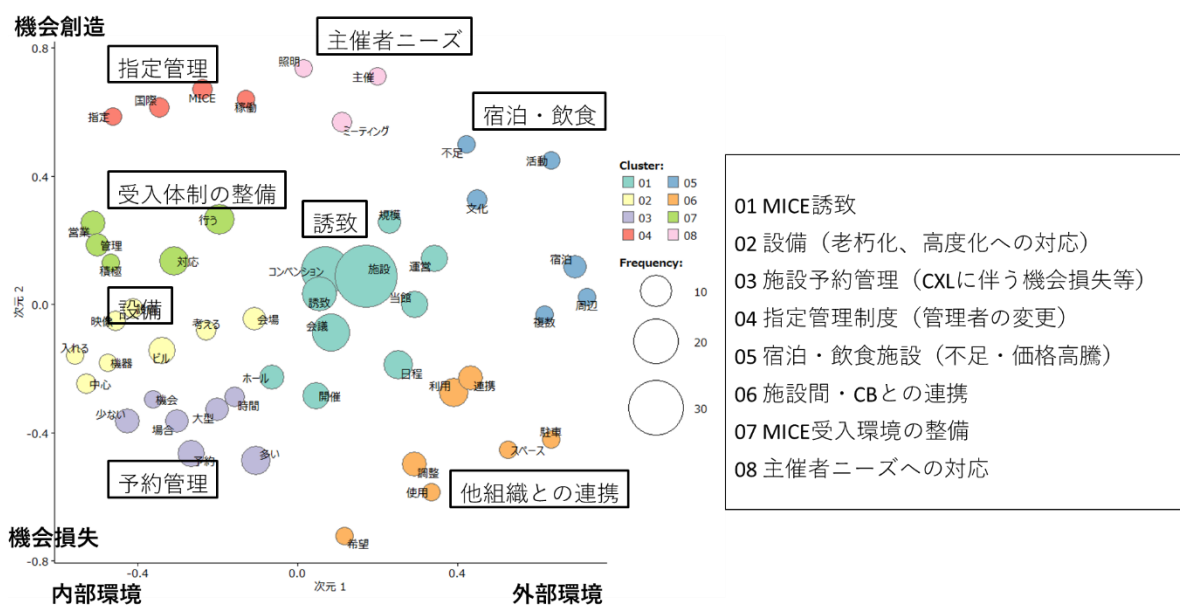 機会創造
主催者ニーズ
指定管理
0.8
照明
主催
MICE
国際
稼働
指定
ミーティング
宿泊・飲食
不足
活動
0.4
受入体制の整備
文化
誘致
規模
行う
営業
管理
対応
積極
コンベンション
施設
運営
宿泊
誘致
当館
周辺
複数
0.0
次元 2
設備
映像
会場
考える
会議
入れる
機器
ビル
中心
ホール
日程
利用
連携
開催
機会
時間
少ない
場合
大型
-0.4
駐車
スペース
予約
多い
調整
使用
予約管理
他組織との連携
希望
機会損失
-0.8
-0.4
0.0
0.4
次元 1
内部環境
外部環境
Cluster:
01
05
02
06
03
07
04
08
Frequency:
10
20
30
01 MICE誘致
02 設備（老朽化、高度化への対応）
03 施設予約管理（CXLに伴う機会損失等）
04 指定管理制度（管理者の変更）
05 宿泊・飲食施設（不足・価格高騰）
06 施設間・CBとの連携
07 MICE受入環境の整備
08 主催者ニーズへの対応